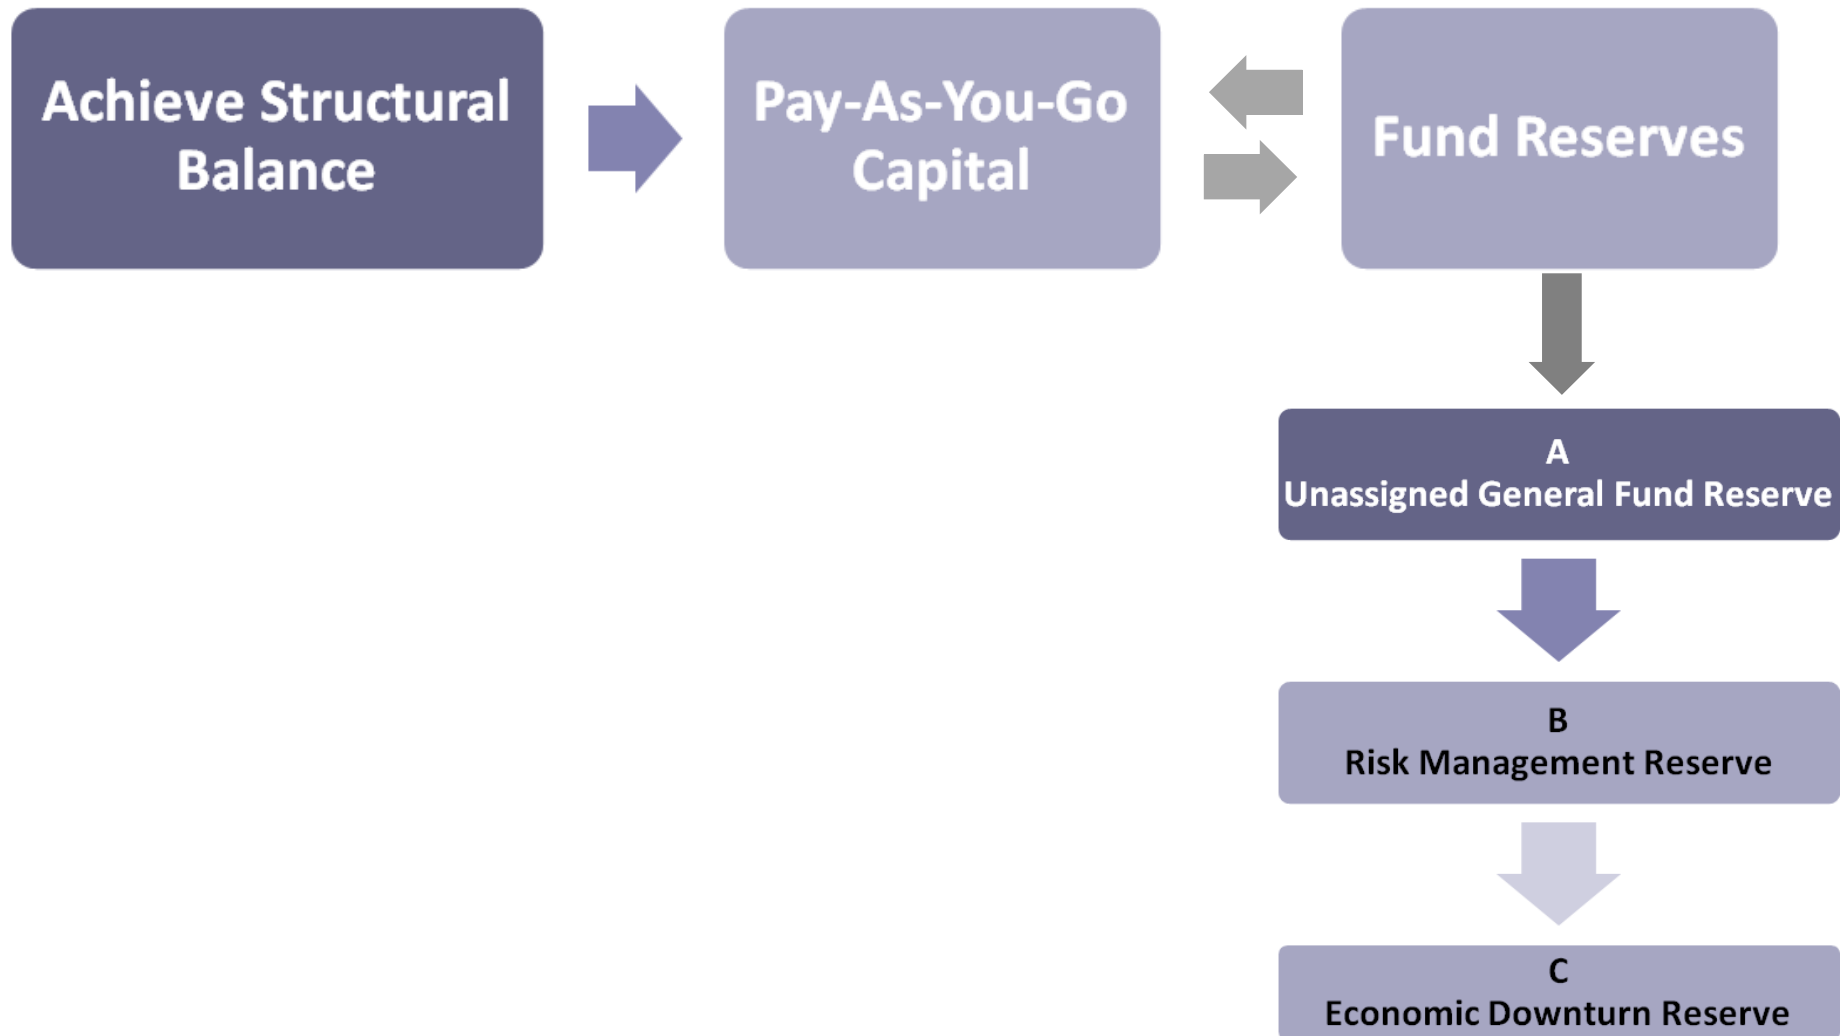 Achieve Structural
Balance
Pay-As-You-Go
Capital
Fund Reserves
A
Unassigned General Fund Reserve
B
Risk Management Reserve
C
Economic Downturn Reserve